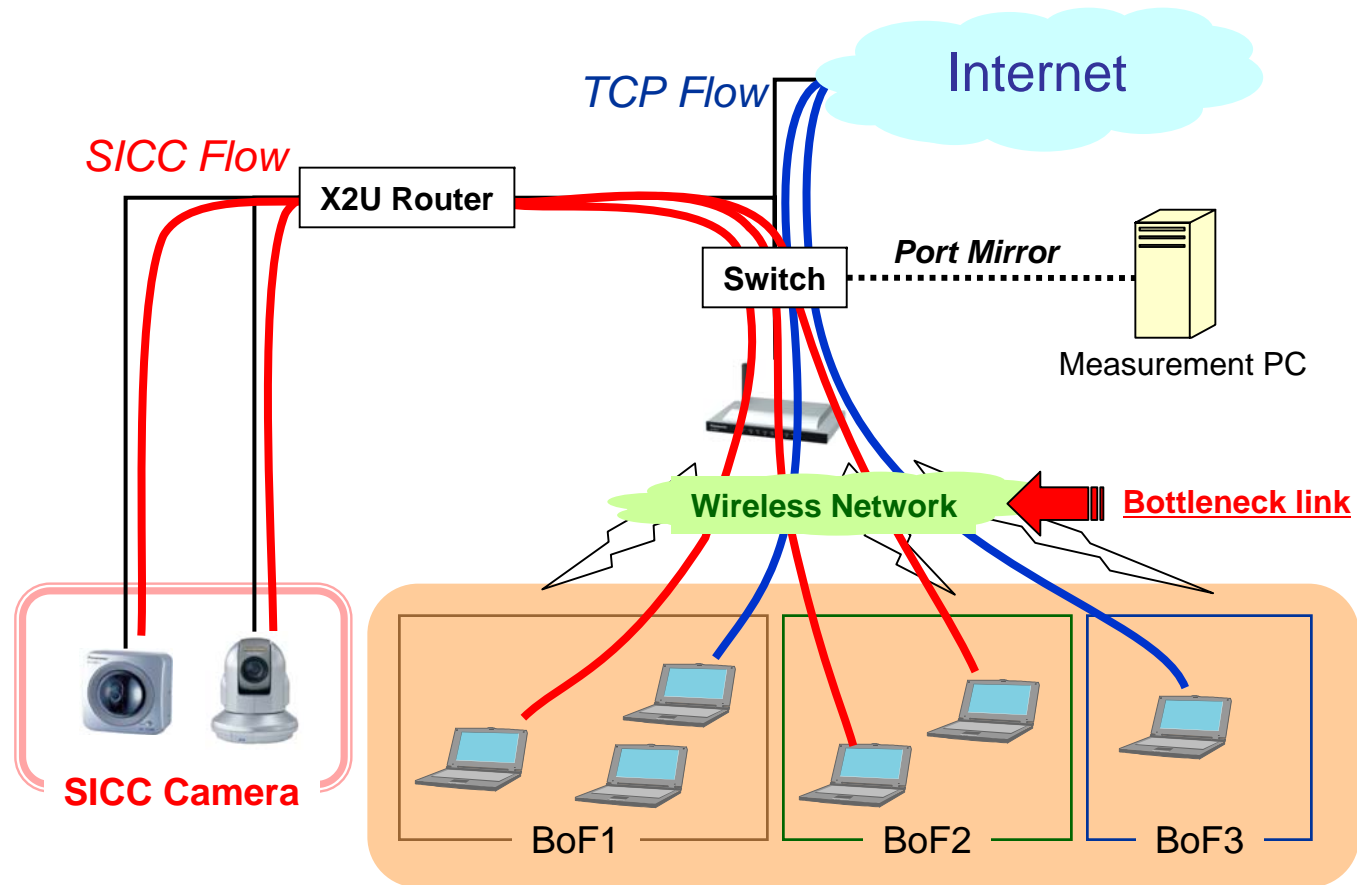 Internet
TCP Flow
SICC Flow
X2U Router
Port Mirror
Switch
Measurement PC
Wireless Network
Bottleneck link
SICC Camera
BoF1
BoF2
BoF3